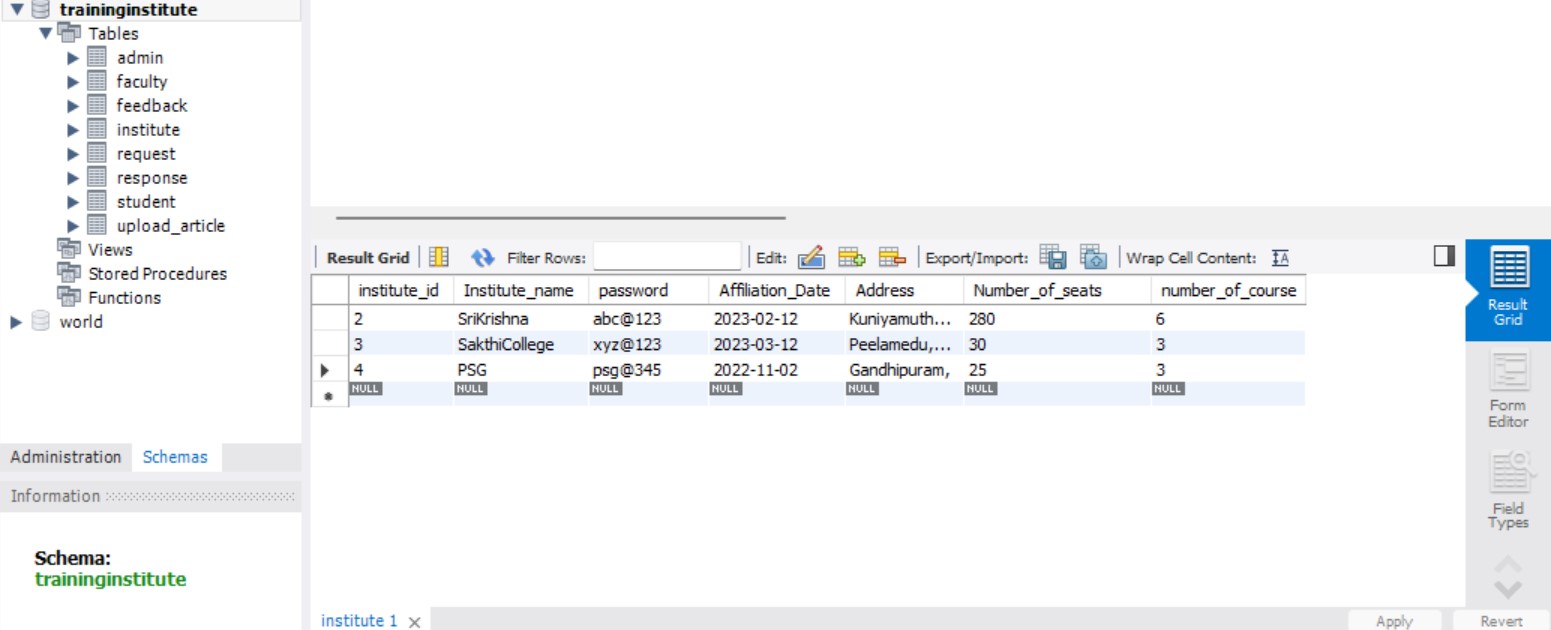 traininginstitute
Tables
admin
faculty
feedback
institute
request
response
student
upload_article
Views
Stored Procedures
Functions
world
Administration Schemas
Information
Schema:
traininginstitute
Result Grid Filter Rows: Edit: Export/Import: Wrap Cell Content: IA
institute_id Institute_name password Affiliation_Date Address Number_of_seats number_of_course
2 SriKrishna abc@123 2023-02-12 Kuniyamuth... 280 6
3 SakthiCollege xyz@123 2023-03-12 Peelamedu,... 30 3
4 PSG psg@345 2022-11-02 Gandhipuram, 25 3
NULL NULL NULL NULL NULL NULL NULL
institute 1
Result
Grid
Form
Editor
Field
Types
Apply Revert